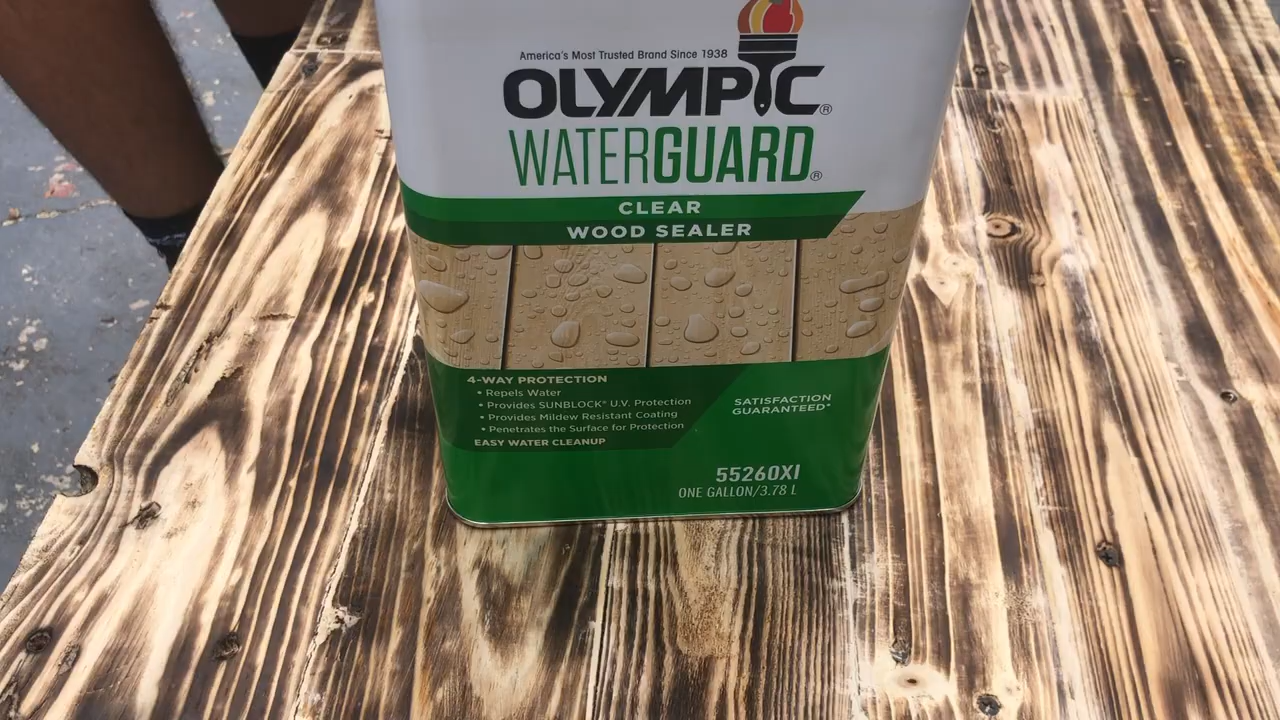 America's Most Trusted Brand Since 1938
OLYMPIC®
WATERGUARD®
CLEAR
WOOD SEALER
4-WAY PROTECTION
• Repels Water
• Provides SUNBLOCK® U.V. Protection
• Provides Mildew Resistant Coating
• Penetrates the Surface for Protection
EASY WATER CLEANUP
SATISFACTION
GUARANTEED*
55260XI
ONE GALLON/3.78 L